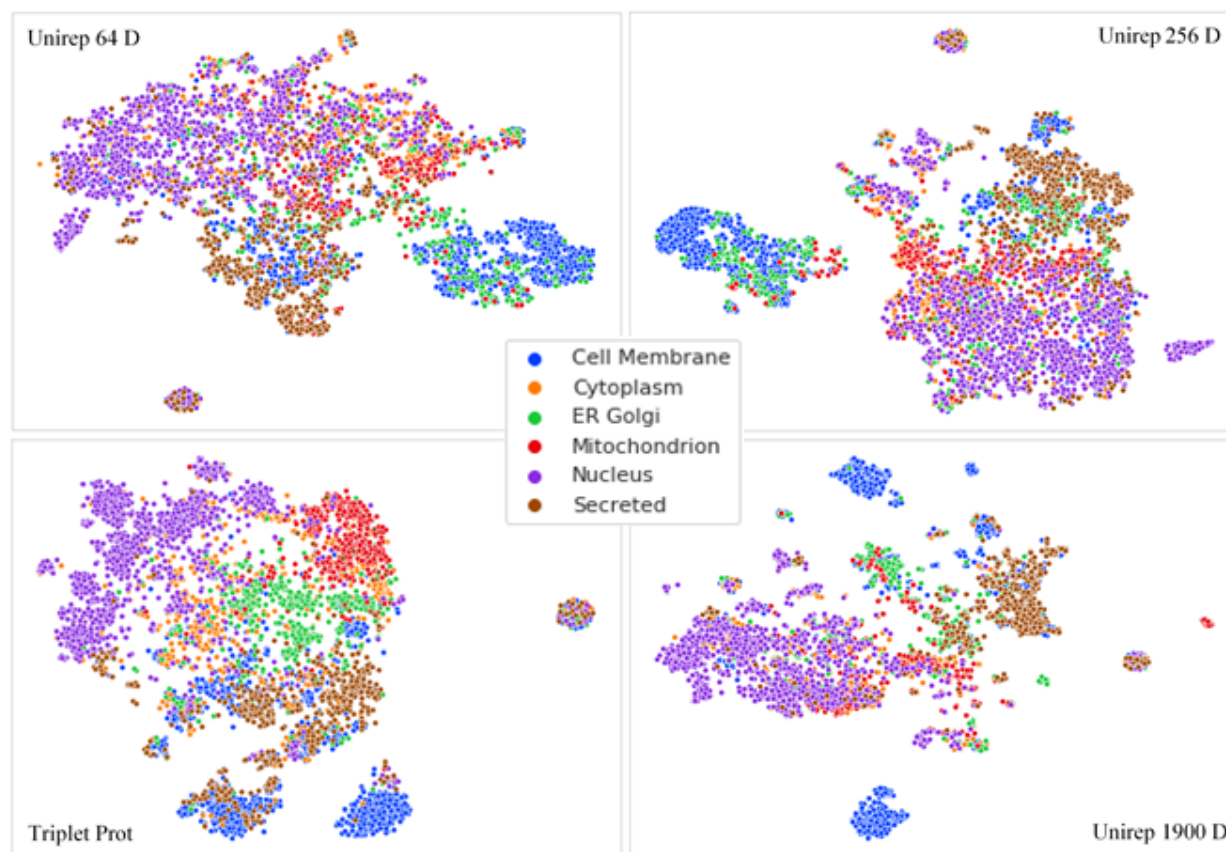 Unirep 64 D
Unirep 256 D
Cell Membrane
Cytoplasm
ER Golgi
Mitochondrion
Nucleus
Secreted
Triplet Prot
Unirep 1900 D